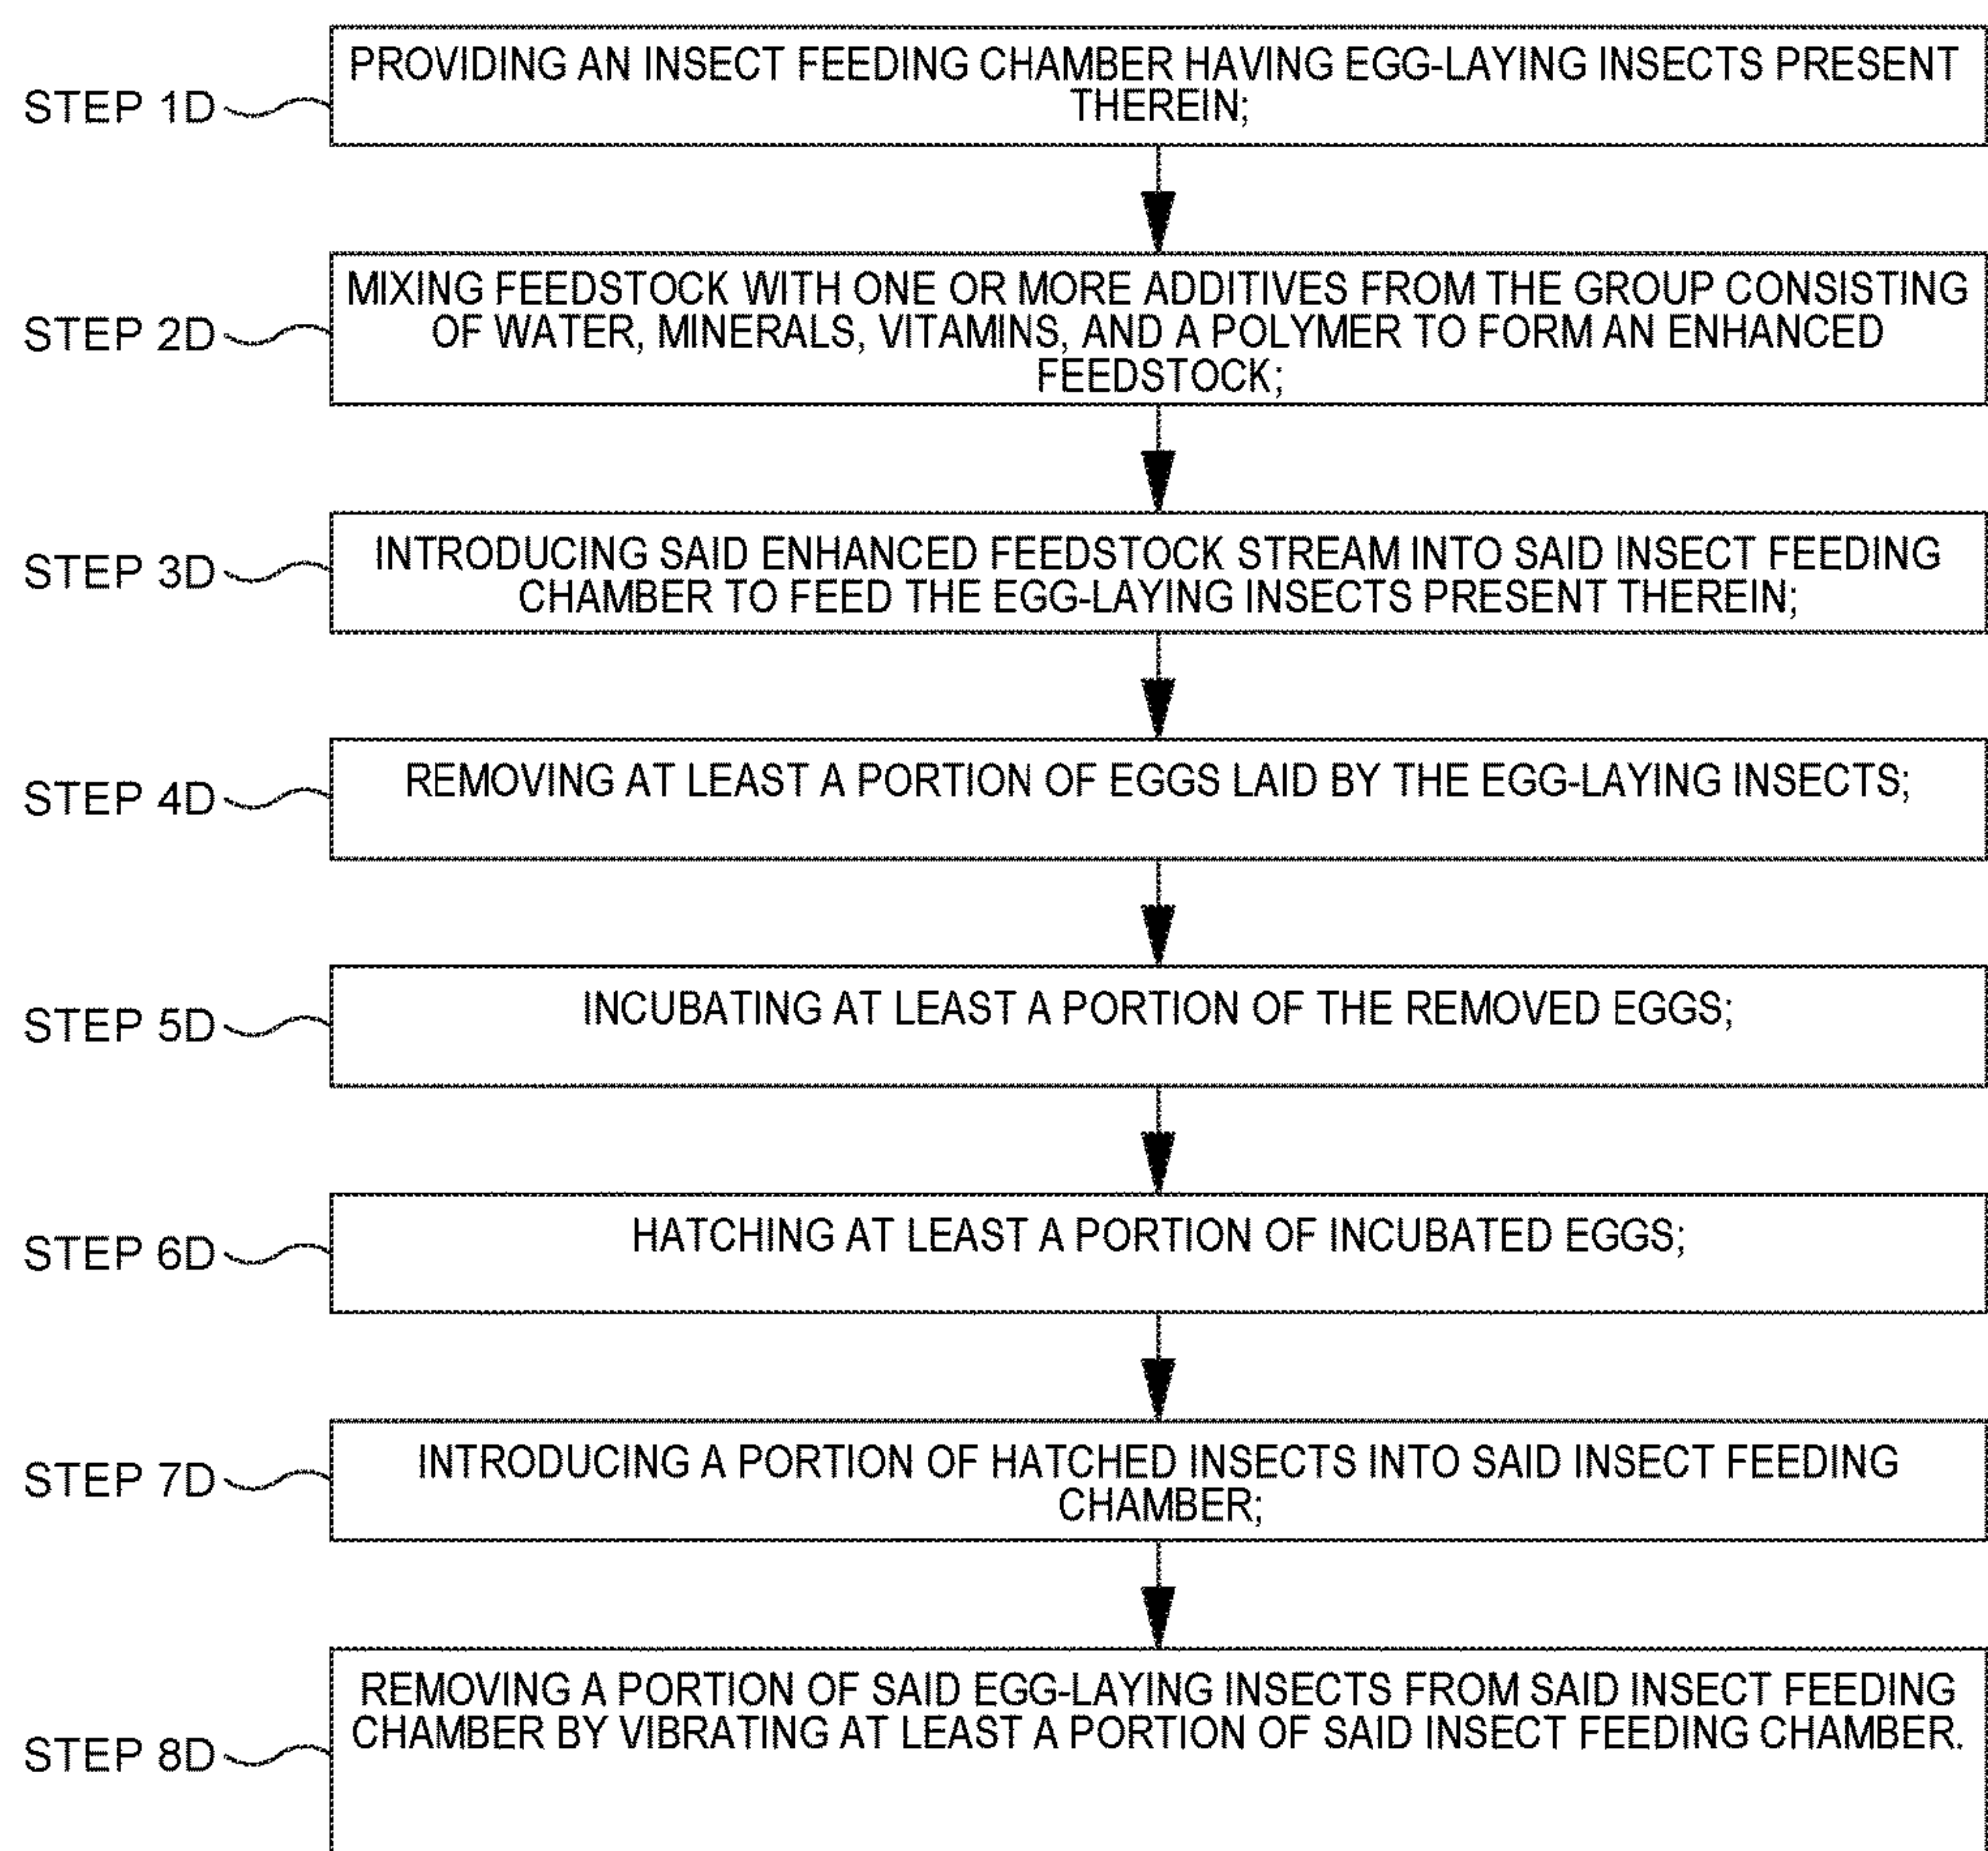 STEP 1D
PROVIDING AN INSECT FEEDING CHAMBER HAVING EGG-LAYING INSECTS PRESENT
THEREIN;
STEP 2D
MIXING FEEDSTOCK WITH ONE OR MORE ADDITIVES FROM THE GROUP CONSISTING
OF WATER, MINERALS, VITAMINS, AND A POLYMER TO FORM AN ENHANCED
FEEDSTOCK;
STEP 3D
INTRODUCING SAID ENHANCED FEEDSTOCK STREAM INTO SAID INSECT FEEDING
CHAMBER TO FEED THE EGG-LAYING INSECTS PRESENT THEREIN;
STEP 4D
REMOVING AT LEAST A PORTION OF EGGS LAID BY THE EGG-LAYING INSECTS;
STEP 5D
INCUBATING AT LEAST A PORTION OF THE REMOVED EGGS;
STEP 6D
HATCHING AT LEAST A PORTION OF INCUBATED EGGS;
STEP 7D
INTRODUCING A PORTION OF HATCHED INSECTS INTO SAID INSECT FEEDING
CHAMBER;
STEP 8D
REMOVING A PORTION OF SAID EGG-LAYING INSECTS FROM SAID INSECT FEEDING
CHAMBER BY VIBRATING AT LEAST A PORTION OF SAID INSECT FEEDING CHAMBER.